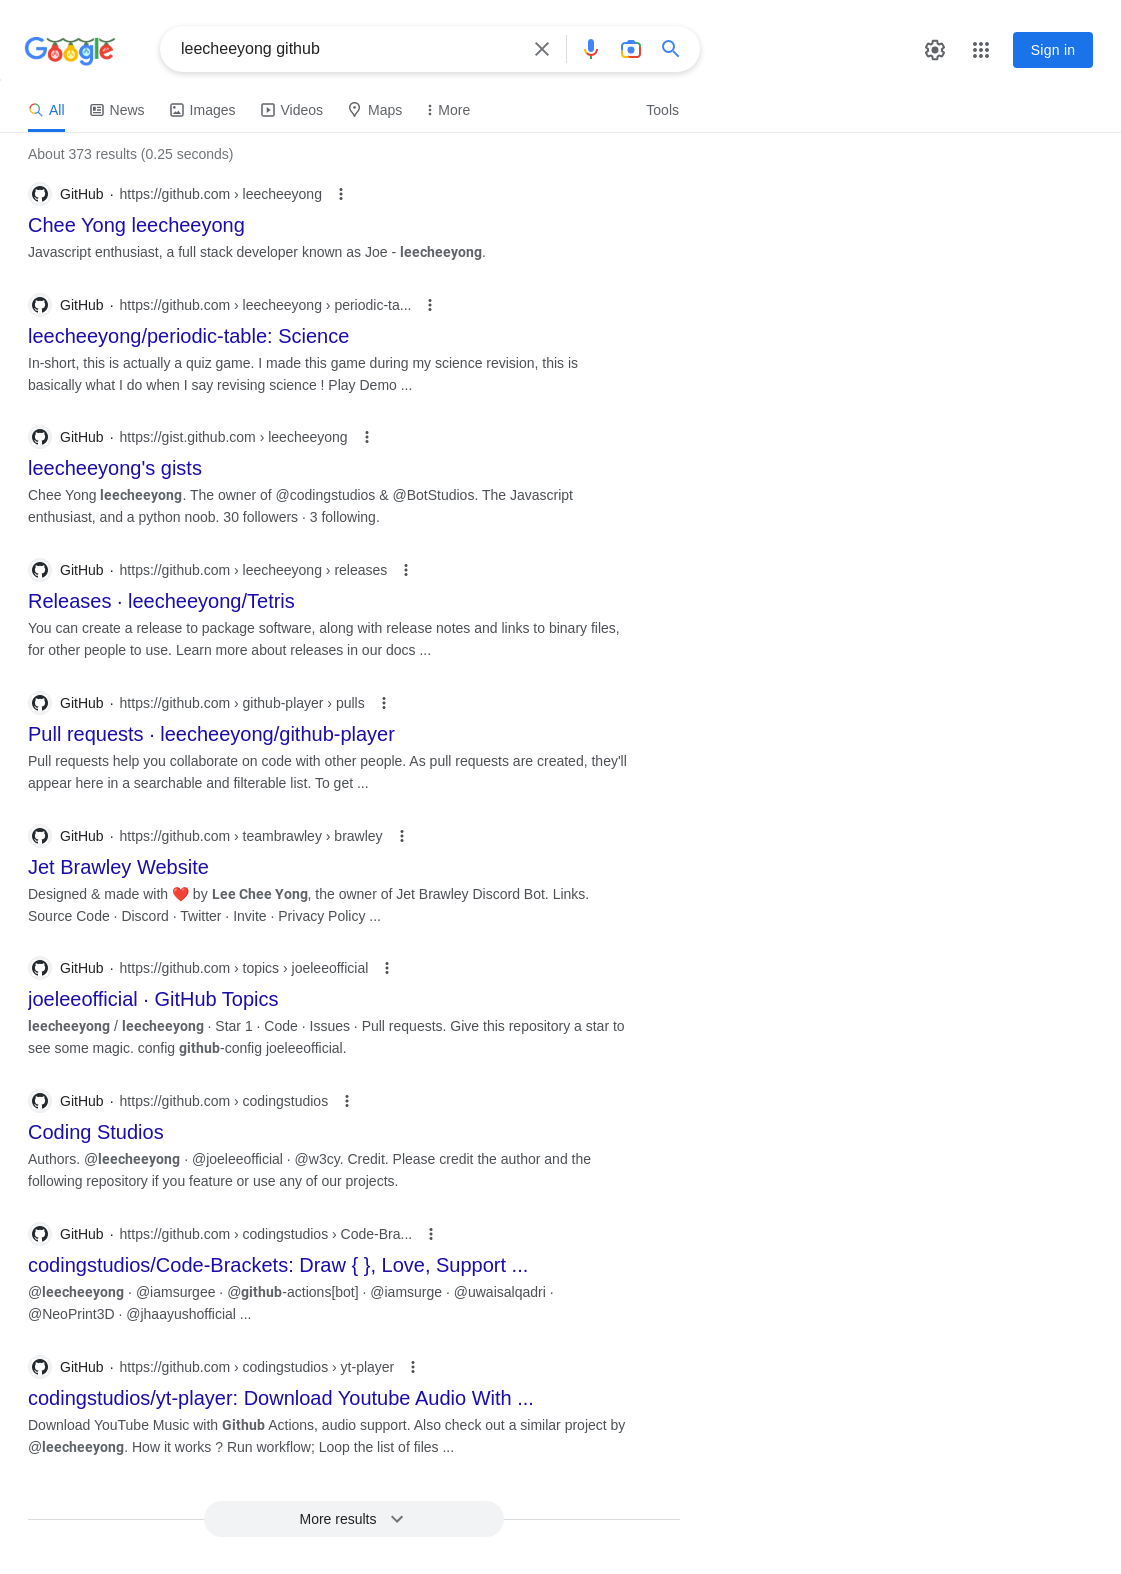 Google
leecheeyong github
Sign in
All
News
Images
Videos
Maps
More
Tools
About 373 results (0.25 seconds)
GitHub · https://github.com › leecheeyong
Chee Yong leecheeyong
Javascript enthusiast, a full stack developer known as Joe - leecheeyong.
GitHub · https://github.com › leecheeyong › periodic-ta...
leecheeyong/periodic-table: Science
In-short, this is actually a quiz game. I made this game during my science revision, this is
basically what I do when I say revising science ! Play Demo ...
GitHub · https://gist.github.com › leecheeyong
leecheeyong's gists
Chee Yong leecheeyong. The owner of @codingstudios & @BotStudios. The Javascript
enthusiast, and a python noob. 30 followers · 3 following.
GitHub · https://github.com › leecheeyong › releases
Releases · leecheeyong/Tetris
You can create a release to package software, along with release notes and links to binary files,
for other people to use. Learn more about releases in our docs ...
GitHub · https://github.com › github-player › pulls
Pull requests · leecheeyong/github-player
Pull requests help you collaborate on code with other people. As pull requests are created, they'll
appear here in a searchable and filterable list. To get ...
GitHub · https://github.com › teambrawley › brawley
Jet Brawley Website
Designed & made with ❤️ by Lee Chee Yong, the owner of Jet Brawley Discord Bot. Links.
Source Code · Discord · Twitter · Invite · Privacy Policy ...
GitHub · https://github.com › topics › joeleeofficial
joeleeofficial · GitHub Topics
leecheeyong / leecheeyong · Star 1 · Code · Issues · Pull requests. Give this repository a star to
see some magic. config github-config joeleeofficial.
GitHub · https://github.com › codingstudios
Coding Studios
Authors. @leecheeyong · @joeleeofficial · @w3cy. Credit. Please credit the author and the
following repository if you feature or use any of our projects.
GitHub · https://github.com › codingstudios › Code-Bra...
codingstudios/Code-Brackets: Draw { }, Love, Support ...
@leecheeyong · @iamsurgee · @github-actions[bot] · @iamsurge · @uwaisalqadri ·
@NeoPrint3D · @jhaayushofficial ...
GitHub · https://github.com › codingstudios › yt-player
codingstudios/yt-player: Download Youtube Audio With ...
Download YouTube Music with Github Actions, audio support. Also check out a similar project by
@leecheeyong. How it works ? Run workflow; Loop the list of files ...
More results